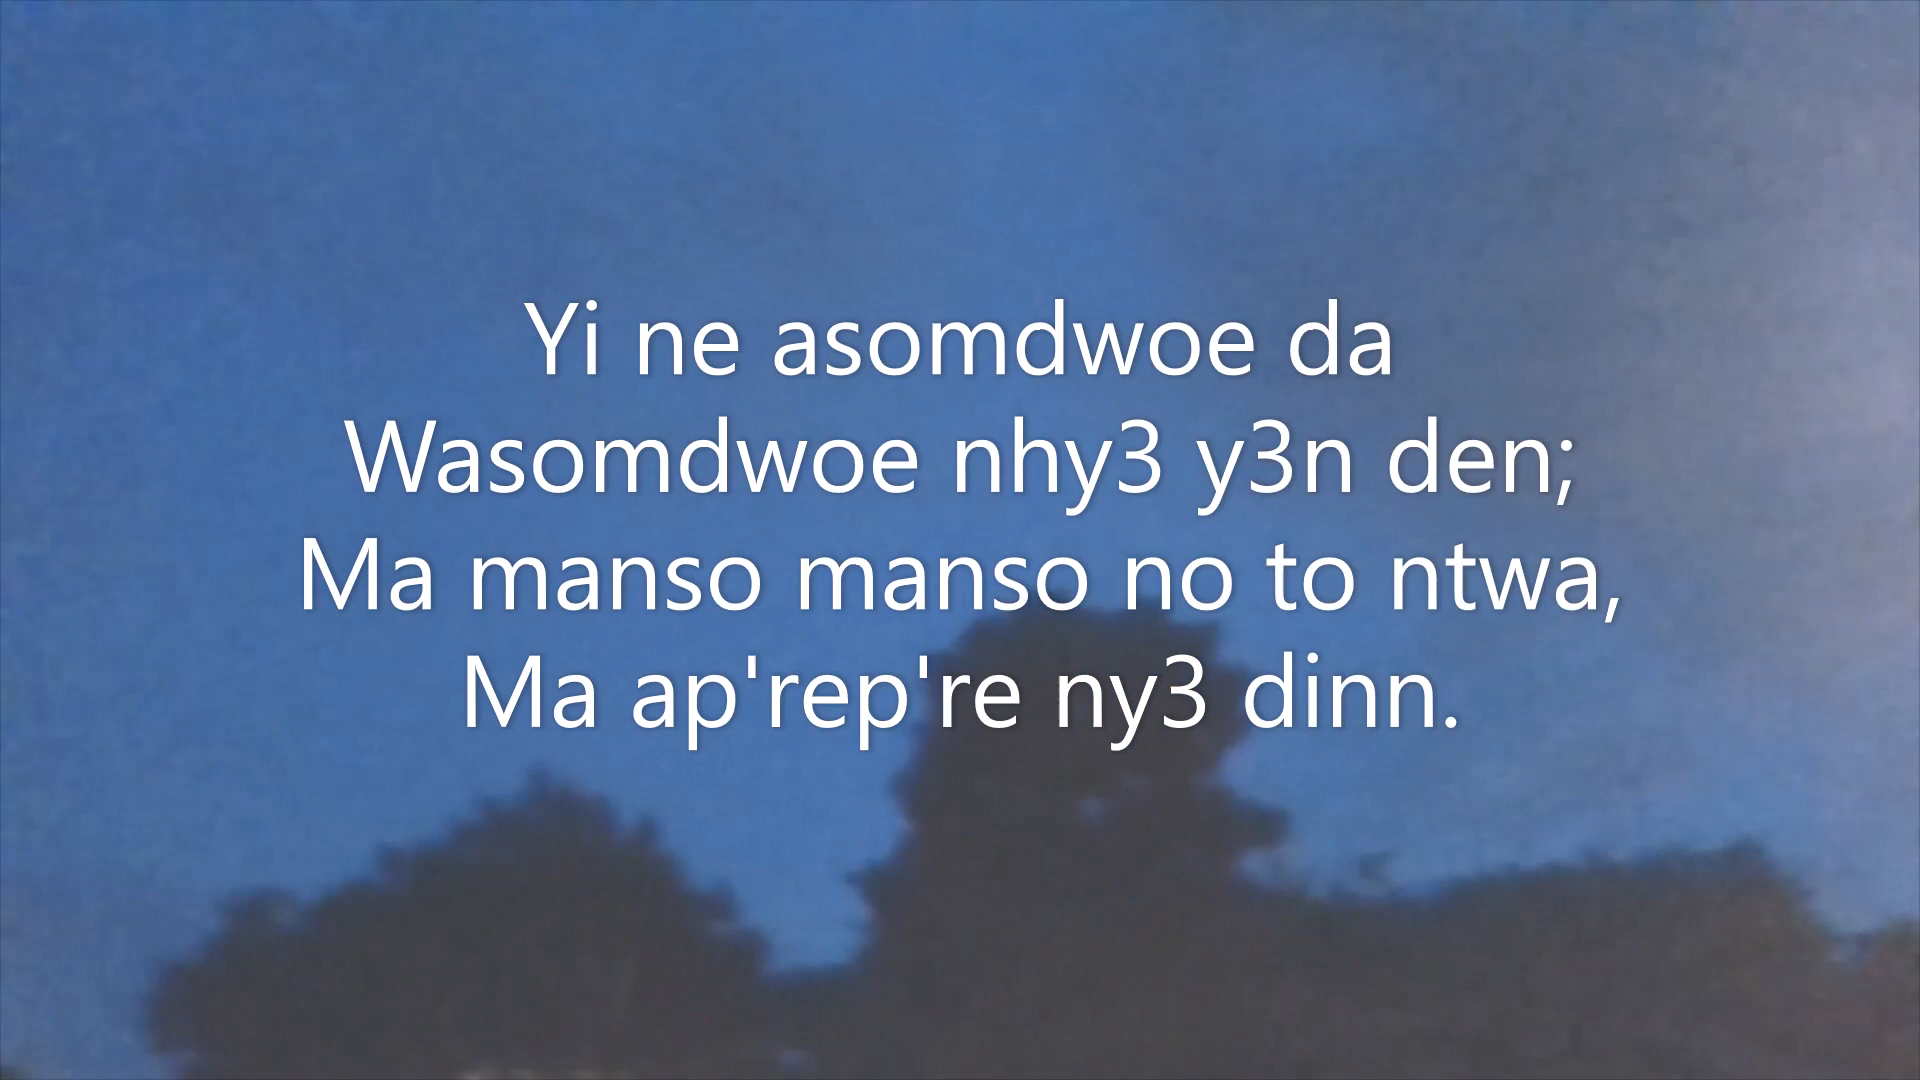 Yi ne asomdwoe da
Wasomdwoe nhy3 y3n den;
Ma manso manso no to ntwa,
Ma ap'rep're ny3 dinn.